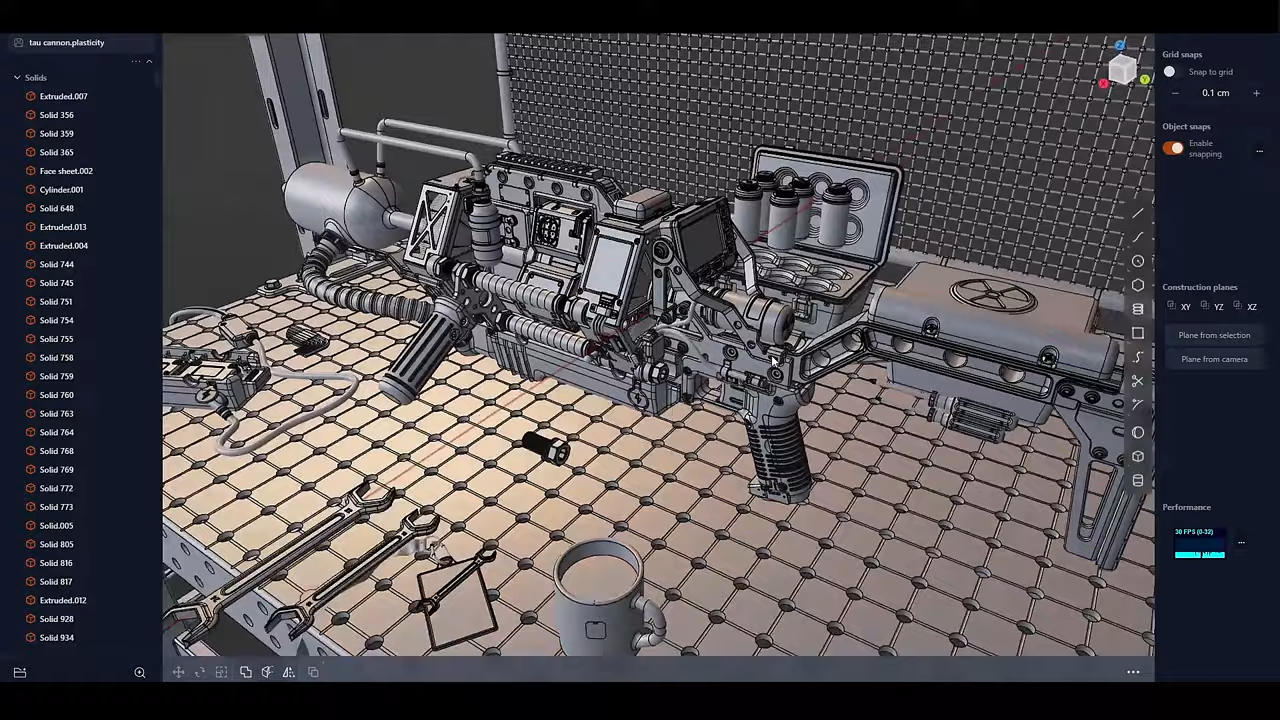 tau cannon.plasticity
Solids
Extruded.007
Solid 356
Solid 359
Solid 365
Face sheet.002
Cylinder.001
Solid 648
Extruded.013
Extruded.004
Solid 744
Solid 745
Solid 751
Solid 754
Solid 755
Solid 758
Solid 759
Solid 760
Solid 763
Solid 764
Solid 768
Solid 769
Solid 772
Solid 773
Solid.005
Solid 805
Solid 816
Solid 817
Extruded.012
Solid 928
Solid 934
Z
X
Y
Grid snaps
Snap to grid
0.1 cm
Object snaps
Enable
snapping
Construction planes
XY YZ XZ
Plane from selection
Plane from camera
Performance
30 FPS (0-32)